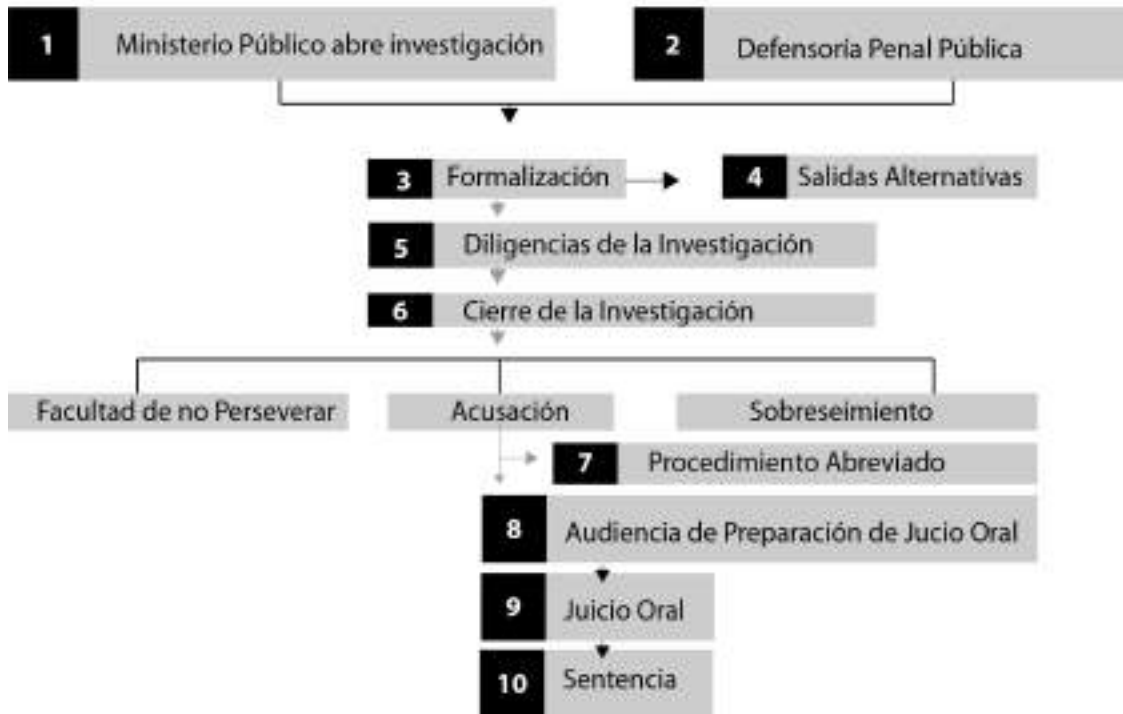 1 Ministerio Público abre investigación
2 Defensoría Penal Pública
3 Formalización
4 Salidas Alternativas
5 Diligencias de la Investigación
6 Cierre de la Investigación
Facultad de no Perseverar
Acusación
Sobreseimiento
7 Procedimiento Abreviado
8 Audiencia de Preparación de Jucio Oral
9 Juicio Oral
10 Sentencia